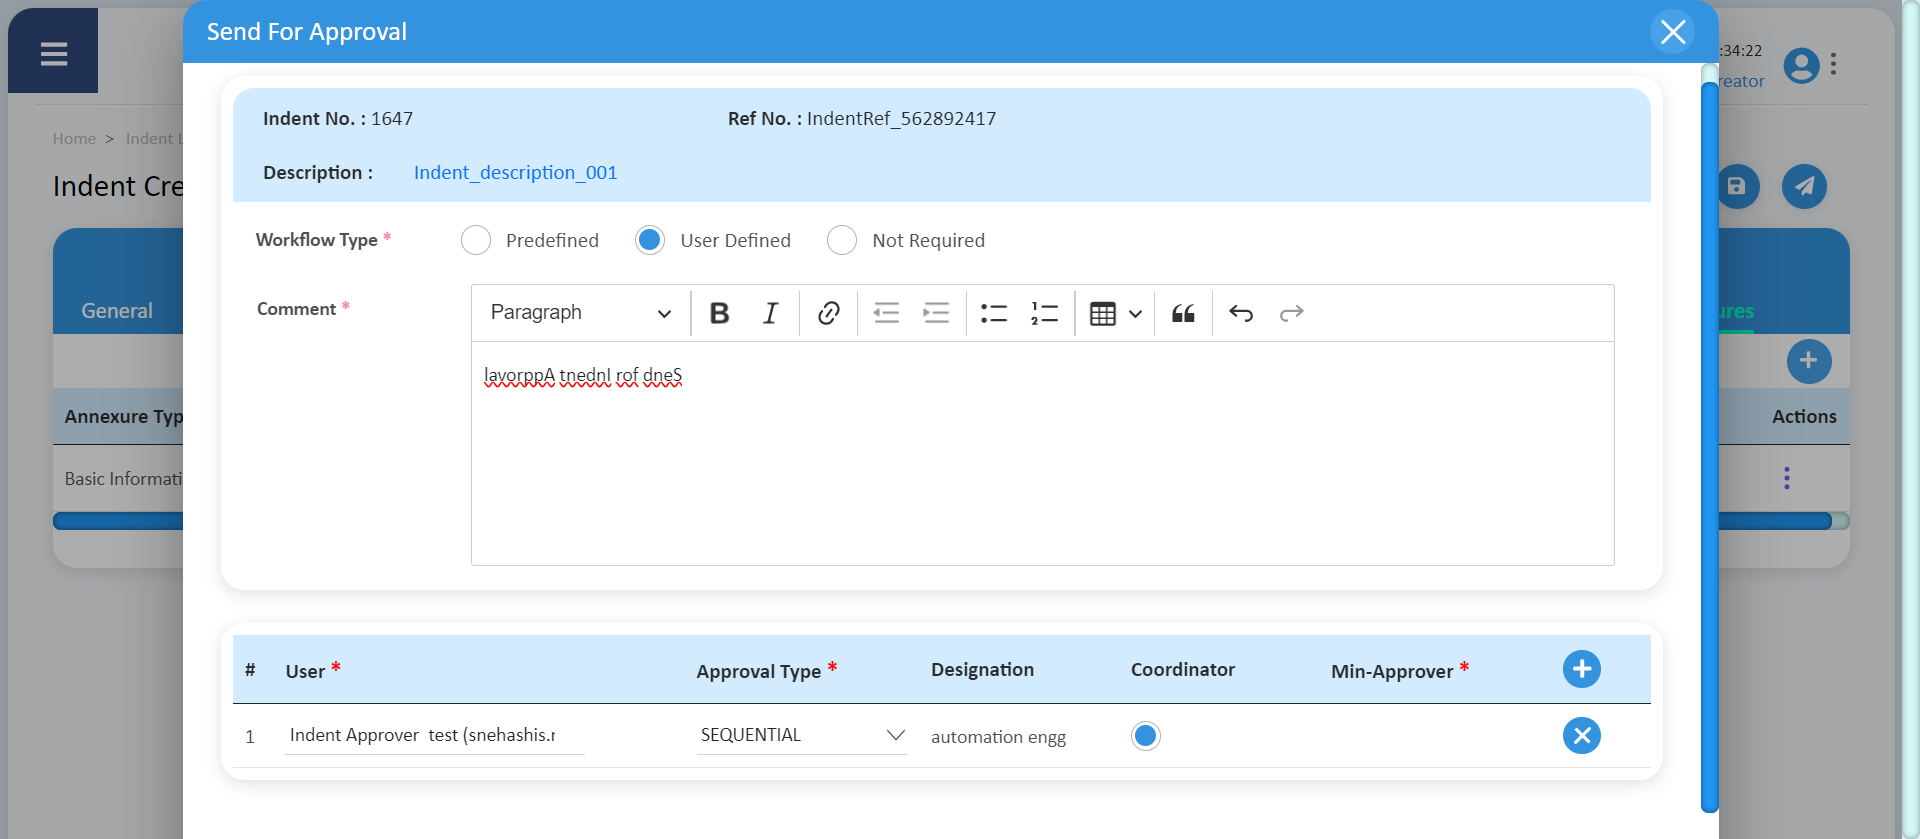 Send For Approval
:34:22
reator
Home > Indent L
Indent Cre
Indent No. : 1647
Ref No. : IndentRef_562892417
Description : Indent_description_001
Workflow Type *
Predefined
User Defined
Not Required
General
ures
Comment *
Paragraph
lavorppA tnednI rof dneS
Annexure Typ
Actions
Basic Informati
# User * Approval Type * Designation Coordinator Min-Approver *
1 Indent Approver test (snehashis.r SEQUENTIAL automation engg